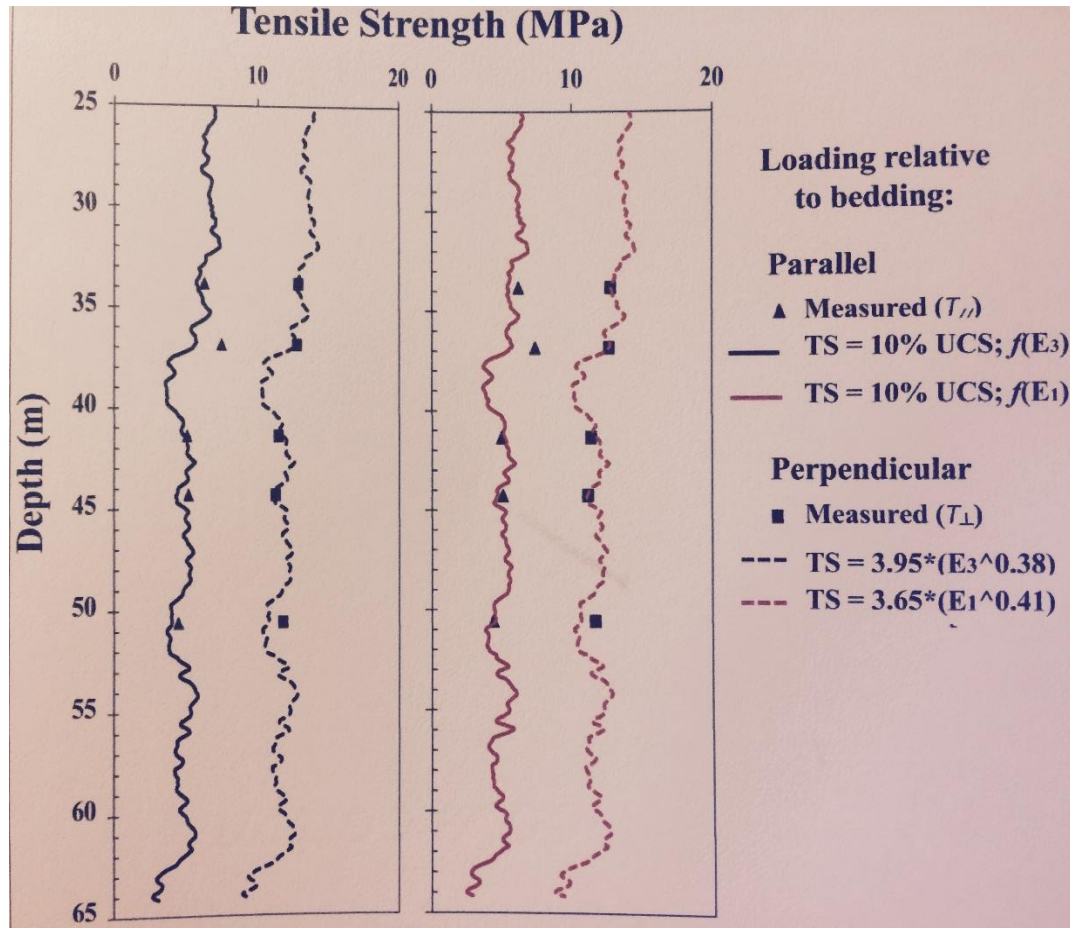 Tensile Strength (MPa)
0 10 20 0 10 20
25
30
35
40
45
50
55
60
65
Depth (m)
Loading relative
to bedding:
Parallel
▲ Measured (T//)
TS = 10% UCS; f(E₃)
TS = 10% UCS; f(E₁)
Perpendicular
■ Measured (T⊥)
TS = 3.95*(E₃^0.38)
TS = 3.65*(E₁^0.41)